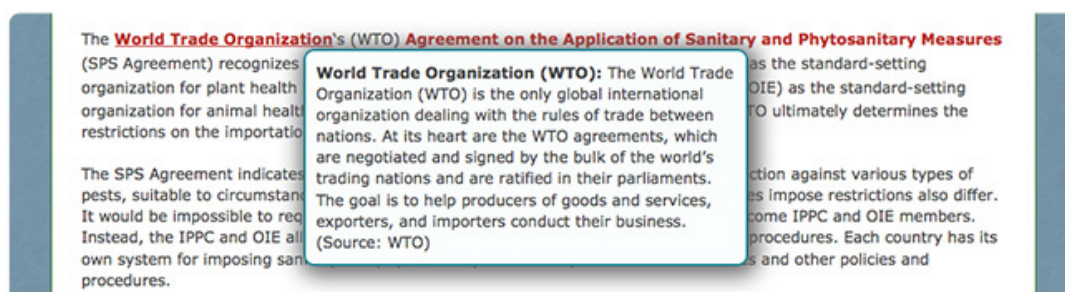 The World Trade Organization's (WTO) Agreement on the Application of Sanitary and Phytosanitary Measures
(SPS Agreement) recognizes
as the standard-setting
organization for plant health
OIE) as the standard-setting
organization for animal healt
TO ultimately determines the
restrictions on the importatio
World Trade Organization (WTO): The World Trade
Organization (WTO) is the only global international
organization dealing with the rules of trade between
nations. At its heart are the WTO agreements, which
are negotiated and signed by the bulk of the world's
trading nations and are ratified in their parliaments.
The goal is to help producers of goods and services,
exporters, and importers conduct their business.
(Source: WTO)
The SPS Agreement indicates
ction against various types of
pests, suitable to circumstanc
es impose restrictions also differ.
It would be impossible to req
come IPPC and OIE members.
Instead, the IPPC and OIE all
procedures. Each country has its
own system for imposing san
s and other policies and
procedures.